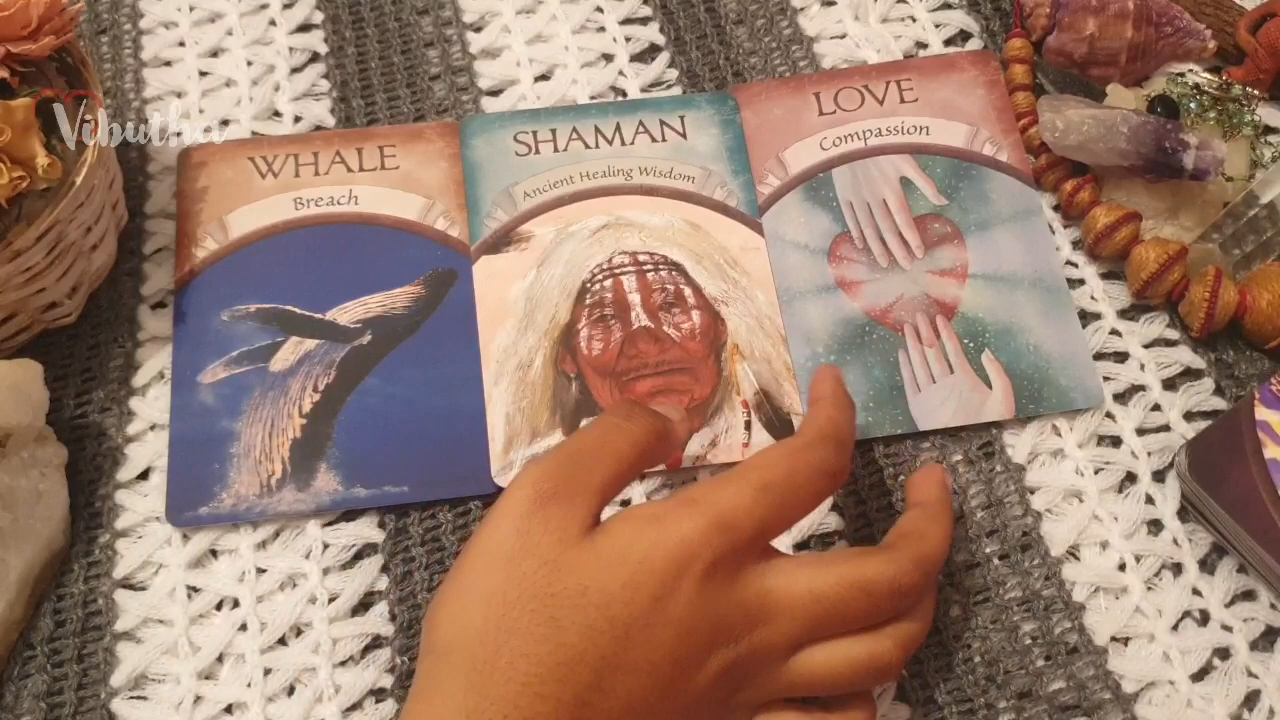 Vibutha
WHALE
Breach
SHAMAN
Ancient Healing Wisdom
LOVE
Compassion